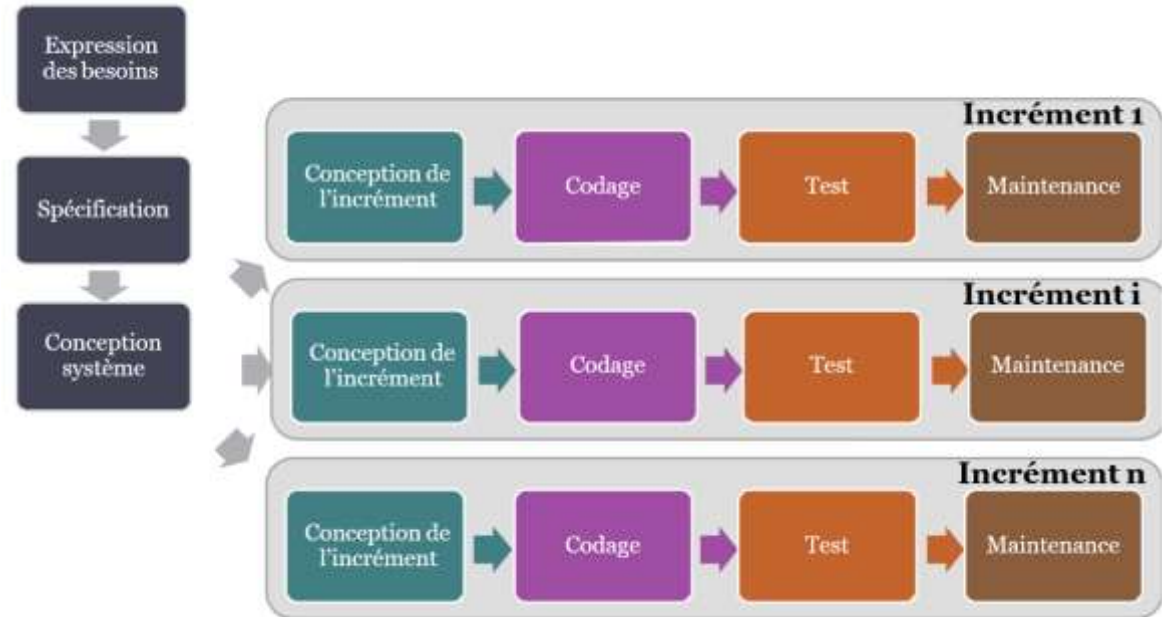 Expression
des besoins
Spécification
Conception
système
Incrément 1
Conception de
l'incrément
Codage
Test
Maintenance
Incrément i
Conception de
l'incrément
Codage
Test
Maintenance
Incrément n
Conception de
l'incrément
Codage
Test
Maintenance